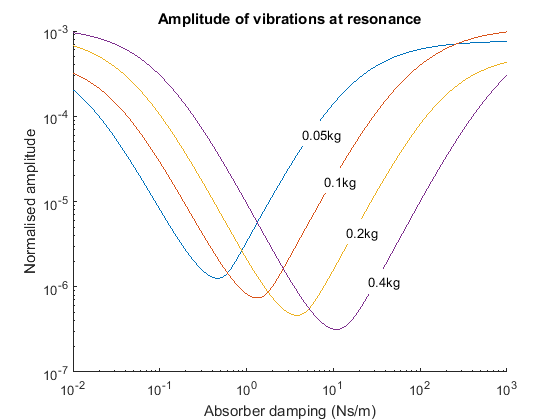 Amplitude of vibrations at resonance
Normalised amplitude
10^-3
10^-4
10^-5
10^-6
10^-7
0.05kg
0.1kg
0.2kg
0.4kg
10^-2
10^-1
10^0
10^1
10^2
10^3
Absorber damping (Ns/m)